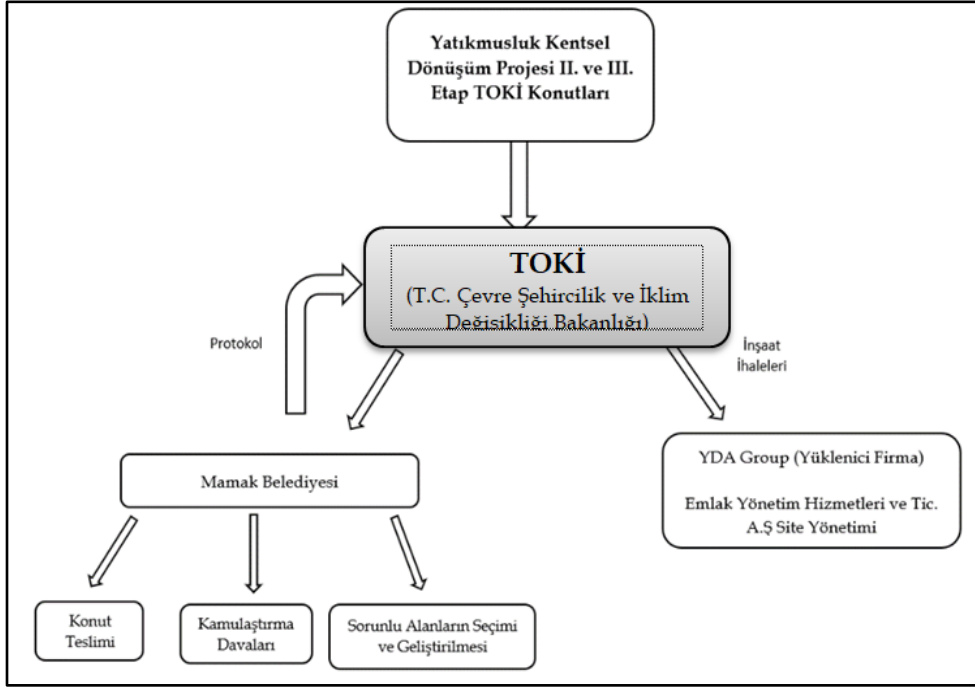 Yatıkmusluk Kentsel
Dönüşüm Projesi II. ve III.
Etap TOKİ Konutları
TOKİ
(T.C. Çevre Şehircilik ve İklim
Değisikliği Bakanlığı)
Protokol
İnşaat
İhaleleri
Mamak Belediyesi
YDA Group (Yüklenici Firma)
Emlak Yönetim Hizmetleri ve Tic.
A.Ş Site Yönetimi
Konut
Teslimi
Kamulaştırma
Davaları
Sorunlu Alanların Seçimi
ve Geliştirilmesi